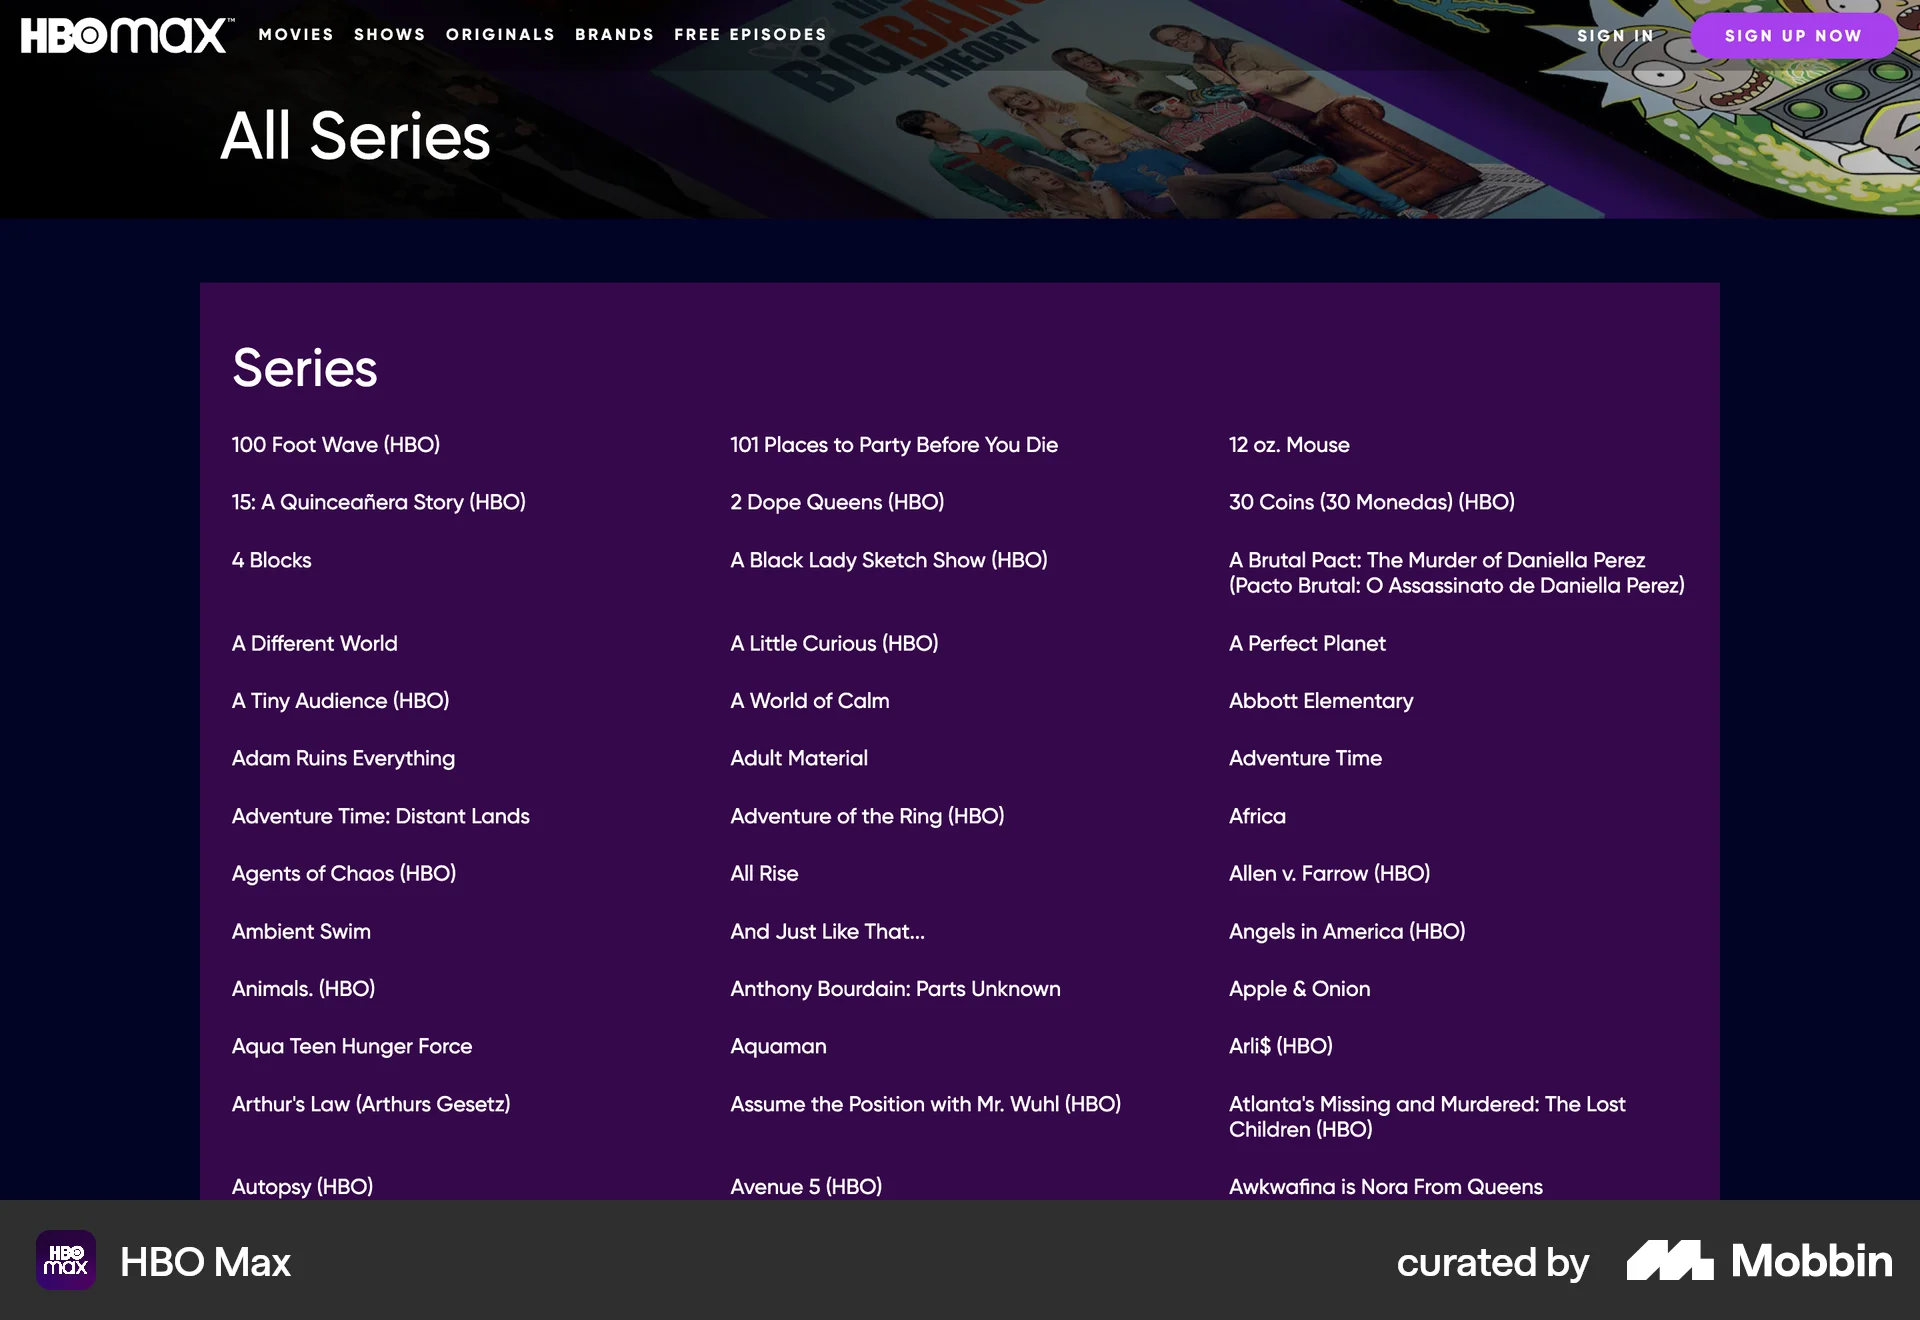 HBOmax™ MOVIES SHOWS ORIGINALS BRANDS FREE EPISODES SIGN IN SIGN UP NOW
the
BIG BANG
THEORY
All Series
Series
100 Foot Wave (HBO) 101 Places to Party Before You Die 12 oz. Mouse
15: A Quinceañera Story (HBO) 2 Dope Queens (HBO) 30 Coins (30 Monedas) (HBO)
4 Blocks A Black Lady Sketch Show (HBO) A Brutal Pact: The Murder of Daniella Perez
(Pacto Brutal: O Assassinato de Daniella Perez)
A Different World A Little Curious (HBO) A Perfect Planet
A Tiny Audience (HBO) A World of Calm Abbott Elementary
Adam Ruins Everything Adult Material Adventure Time
Adventure Time: Distant Lands Adventure of the Ring (HBO) Africa
Agents of Chaos (HBO) All Rise Allen v. Farrow (HBO)
Ambient Swim And Just Like That... Angels in America (HBO)
Animals. (HBO) Anthony Bourdain: Parts Unknown Apple & Onion
Aqua Teen Hunger Force Aquaman Arli$ (HBO)
Arthur's Law (Arthurs Gesetz) Assume the Position with Mr. Wuhl (HBO) Atlanta's Missing and Murdered: The Lost
Children (HBO)
Autopsy (HBO) Avenue 5 (HBO) Awkwafina is Nora From Queens
HBO
max
HBO Max curated by Mobbin